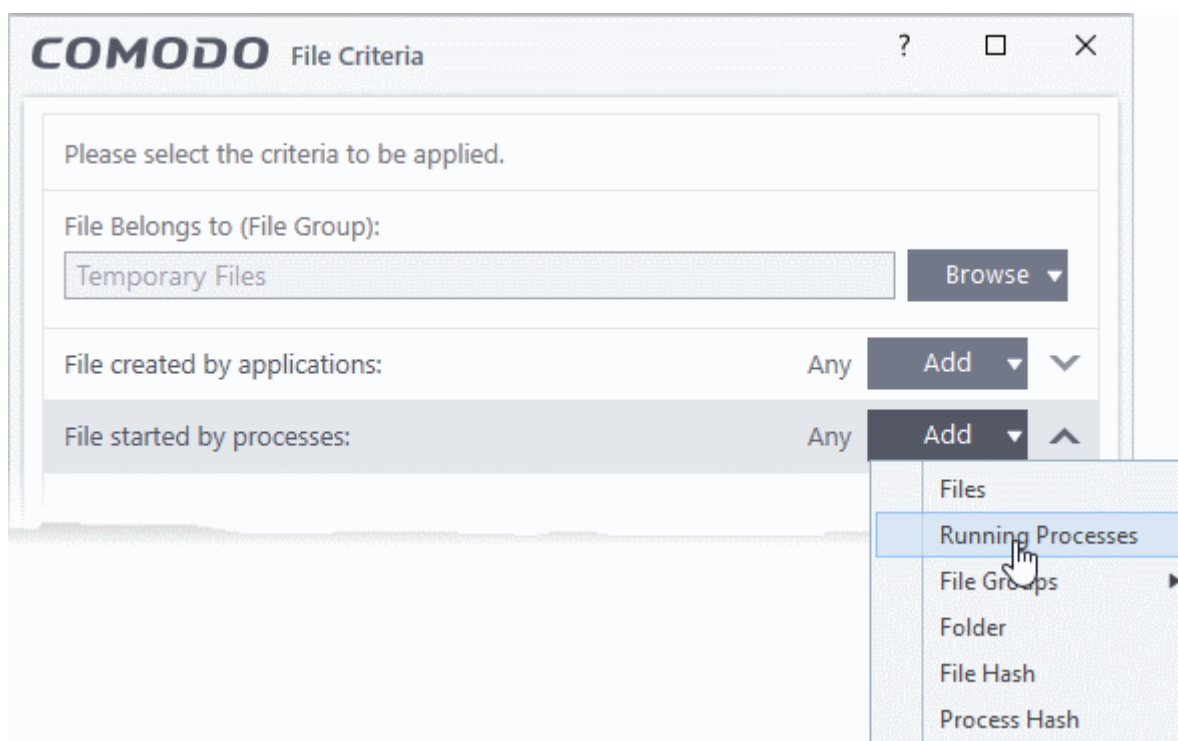 COMODO File Criteria ?
Please select the criteria to be applied.
File Belongs to (File Group):
Temporary Files Browse
File created by applications: Any Add
File started by processes: Any Add
Files
Running Processes
File Groups
Folder
File Hash
Process Hash